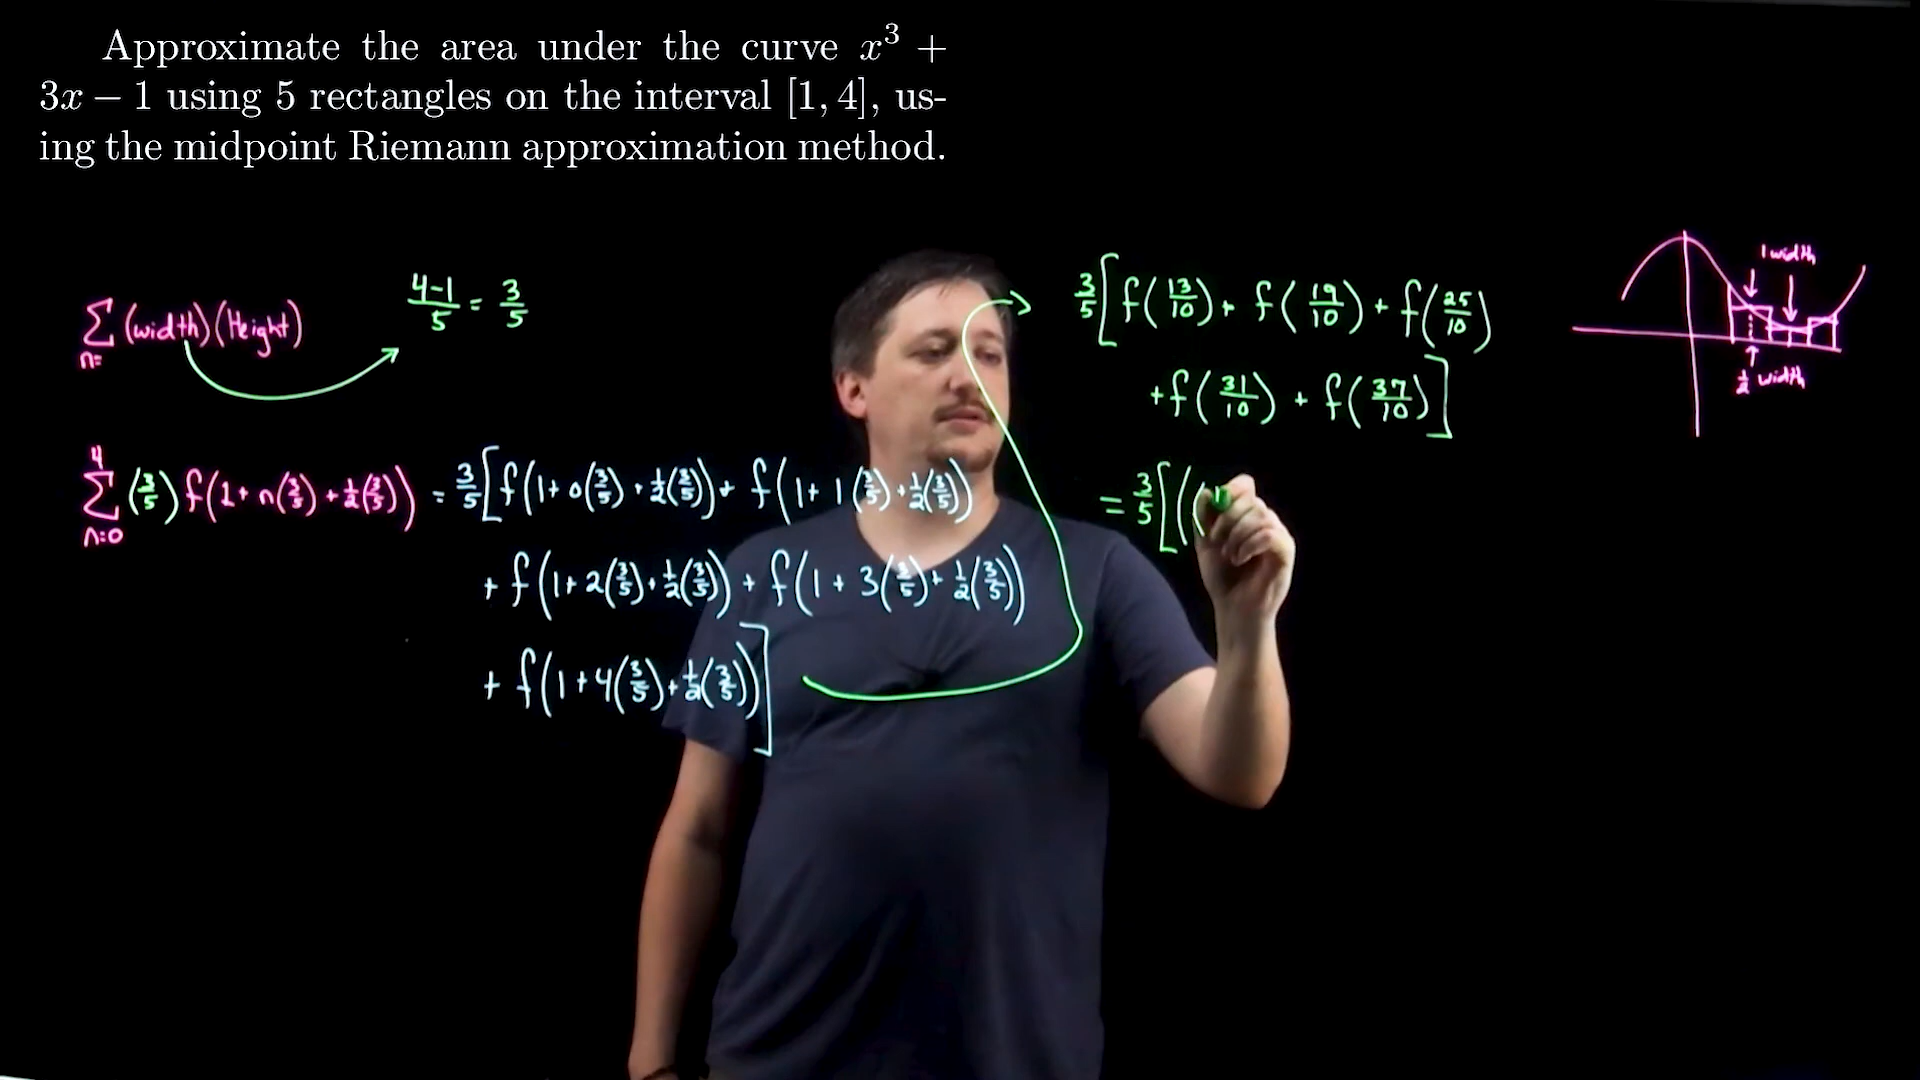 Approximate the area under the curve x³ +
3x − 1 using 5 rectangles on the interval [1, 4], us-
ing the midpoint Riemann approximation method.
∑ n= (width)(Height)
(4-1)/5 = 3/5
∑ n=0 4 (3/5) f(1+n(3/5)+1/2(3/5)) = 3/5[f(1+0(3/5)+1/2(3/5)) + f(1+1(3/5)+1/2(3/5))
+ f(1+2(3/5)+1/2(3/5)) + f(1+3(3/5)+1/2(3/5))
+ f(1+4(3/5)+1/2(3/5))]
3/5[f(13/10) + f(19/10) + f(25/10)
+ f(31/10) + f(37/10)]
= 3/5[((
1 width
1/2 width